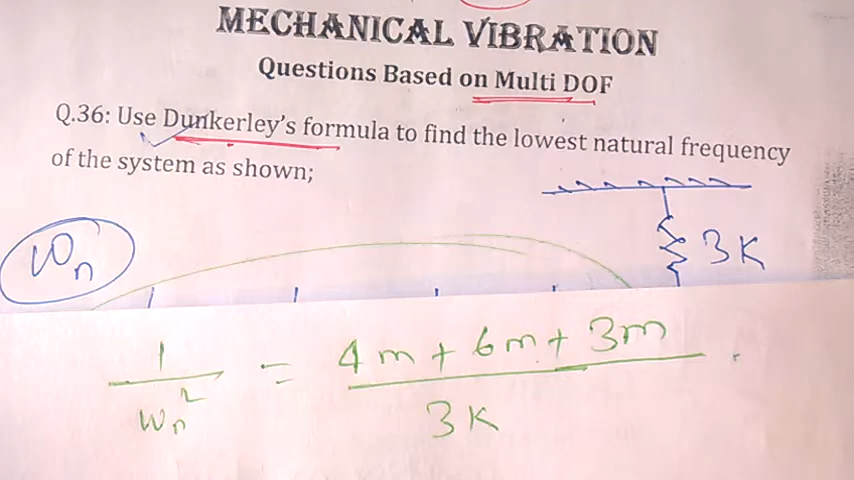 MECHANICAL VIBRATION
Questions Based on Multi DOF
Q.36: Use Dunkerley's formula to find the lowest natural frequency
of the system as shown;
ωn
3K
1/ωn² = (4m + 6m + 3m)/3K